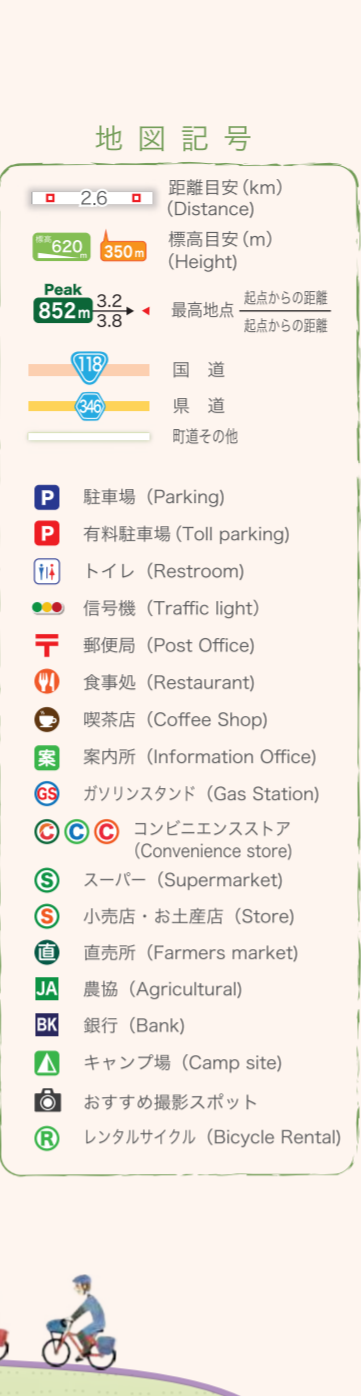 地図記号
2.6 距離目安(km)
(Distance)
標高620m 350m 標高目安(m)
(Height)
Peak
852m 3.2 最高地点 起点からの距離
3.8 起点からの距離
118 国 道
346 県 道
町道その他
P 駐車場 (Parking)
P 有料駐車場 (Toll parking)
トイレ (Restroom)
信号機 (Traffic light)
郵便局 (Post Office)
食事処 (Restaurant)
喫茶店 (Coffee Shop)
案 案内所 (Information Office)
GS ガソリンスタンド (Gas Station)
C C C コンビニエンスストア
(Convenience store)
S スーパー (Supermarket)
S 小売店・お土産店 (Store)
直 直売所 (Farmers market)
JA 農協 (Agricultural)
BK 銀行 (Bank)
キャンプ場 (Camp site)
おすすめ撮影スポット
R レンタルサイクル (Bicycle Rental)